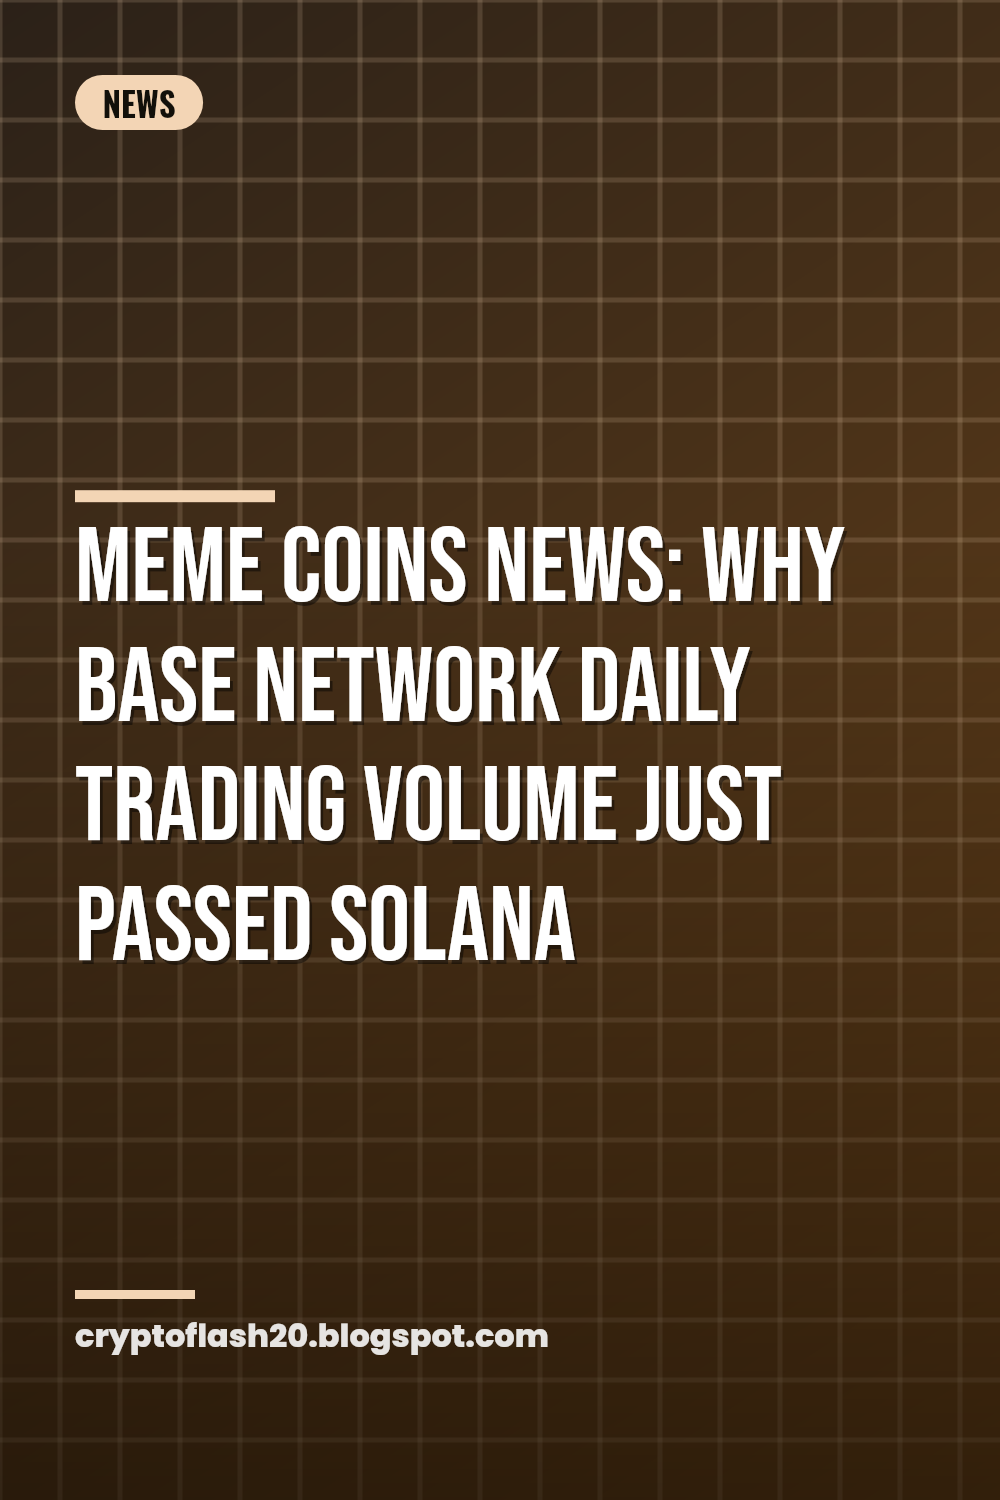 NEWS
MEME COINS NEWS: WHY
BASE NETWORK DAILY
TRADING VOLUME JUST
PASSED SOLANA
cryptoflash20.blogspot.com